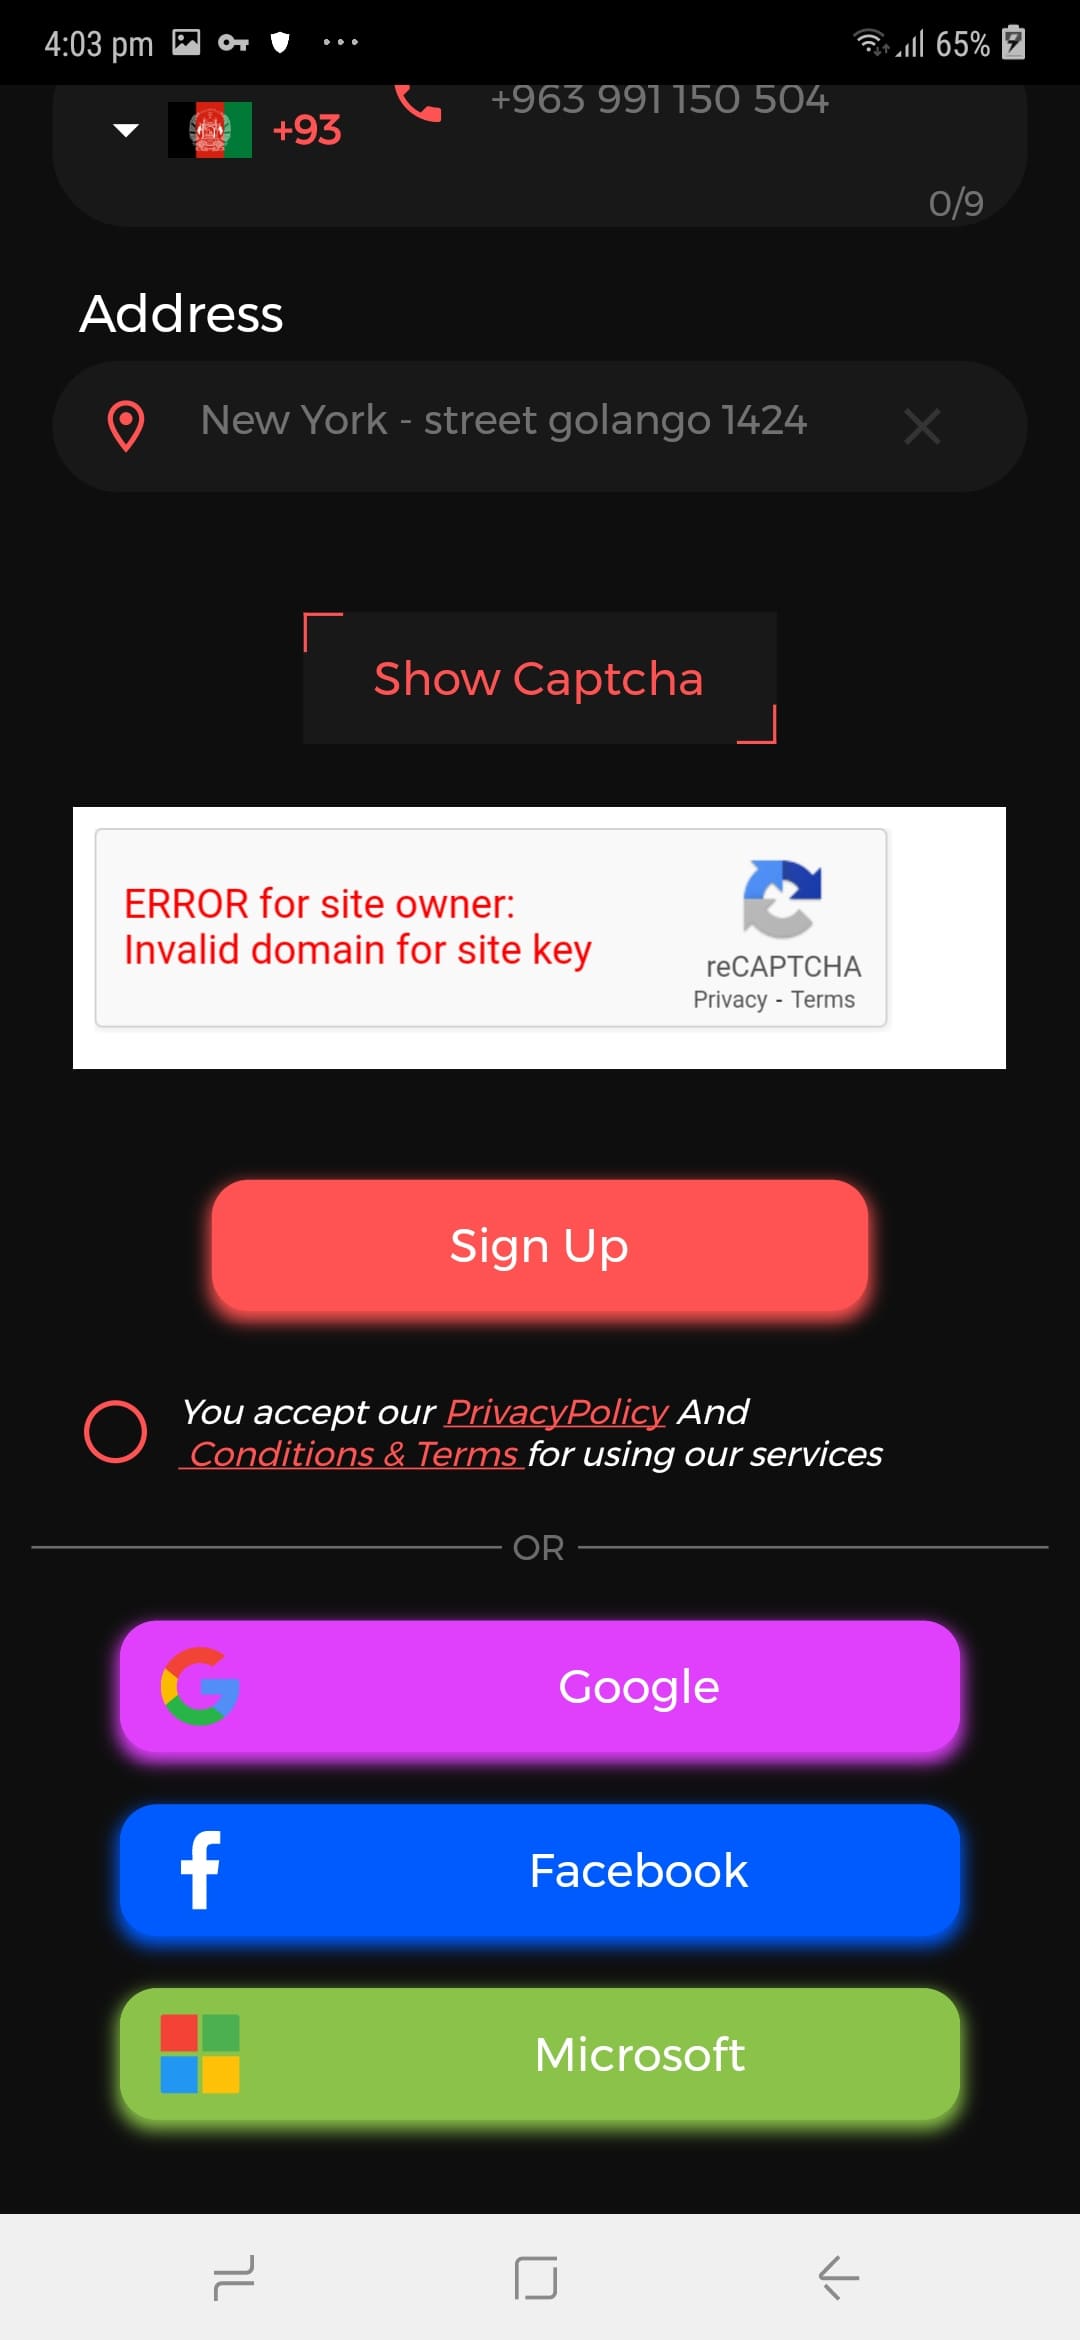 4:03 pm
65%
+93
+963 991 150 504
0/9
Address
New York - street golango 1424
Show Captcha
ERROR for site owner:
Invalid domain for site key
reCAPTCHA
Privacy - Terms
Sign Up
You accept our PrivacyPolicy And
Conditions & Terms for using our services
OR
Google
Facebook
Microsoft